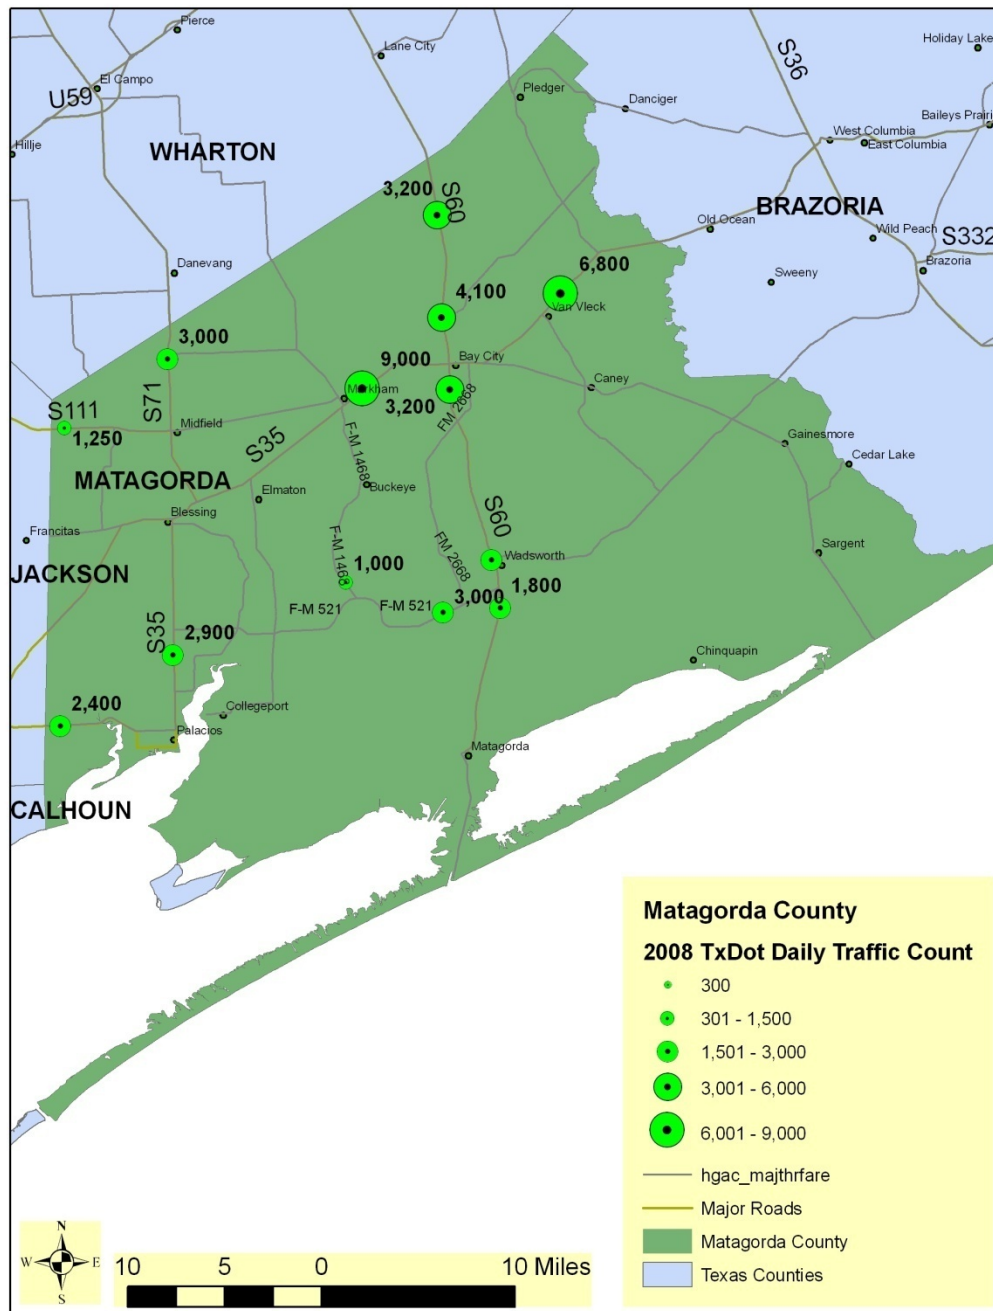 Pierce
Lane City
S36
Holiday Lake
El Campo
U59
Pledger
Danciger
Baileys Prairi
Hillje
WHARTON
West Columbia
East Columbia
3,200
S60
BRAZORIA
Old Ocean
Wild Peach
S332
Danevang
6,800
Sweeny
Brazoria
4,100
Van Vleck
3,000
9,000
Bay City
S71
Markham
3,200
FM 2668
Caney
S111
1,250
Midfield
S35
F-M 1468
Gainesmore
Cedar Lake
MATAGORDA
Elmaton
Buckeye
Blessing
S60
Francitas
F-M 1468
FM 2668
Wadsworth
Sargent
JACKSON
1,000
1,800
F-M 521
F-M 521
3,000
S35
2,900
Chinquapin
2,400
Collegeport
Palacios
Matagorda
CALHOUN
Matagorda County
2008 TxDot Daily Traffic Count
300
301 - 1,500
1,501 - 3,000
3,001 - 6,000
6,001 - 9,000
hgac_majthrfare
Major Roads
Matagorda County
Texas Counties
N
W E
S
10 5 0 10 Miles